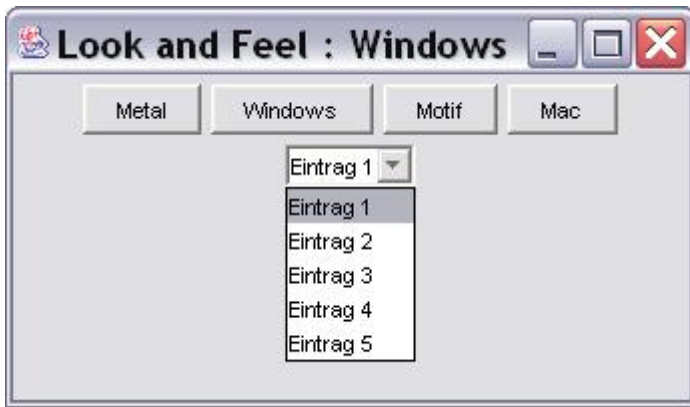 Look and Feel : Windows
Metal Windows Motif Mac
Eintrag 1
Eintrag 1
Eintrag 2
Eintrag 3
Eintrag 4
Eintrag 5